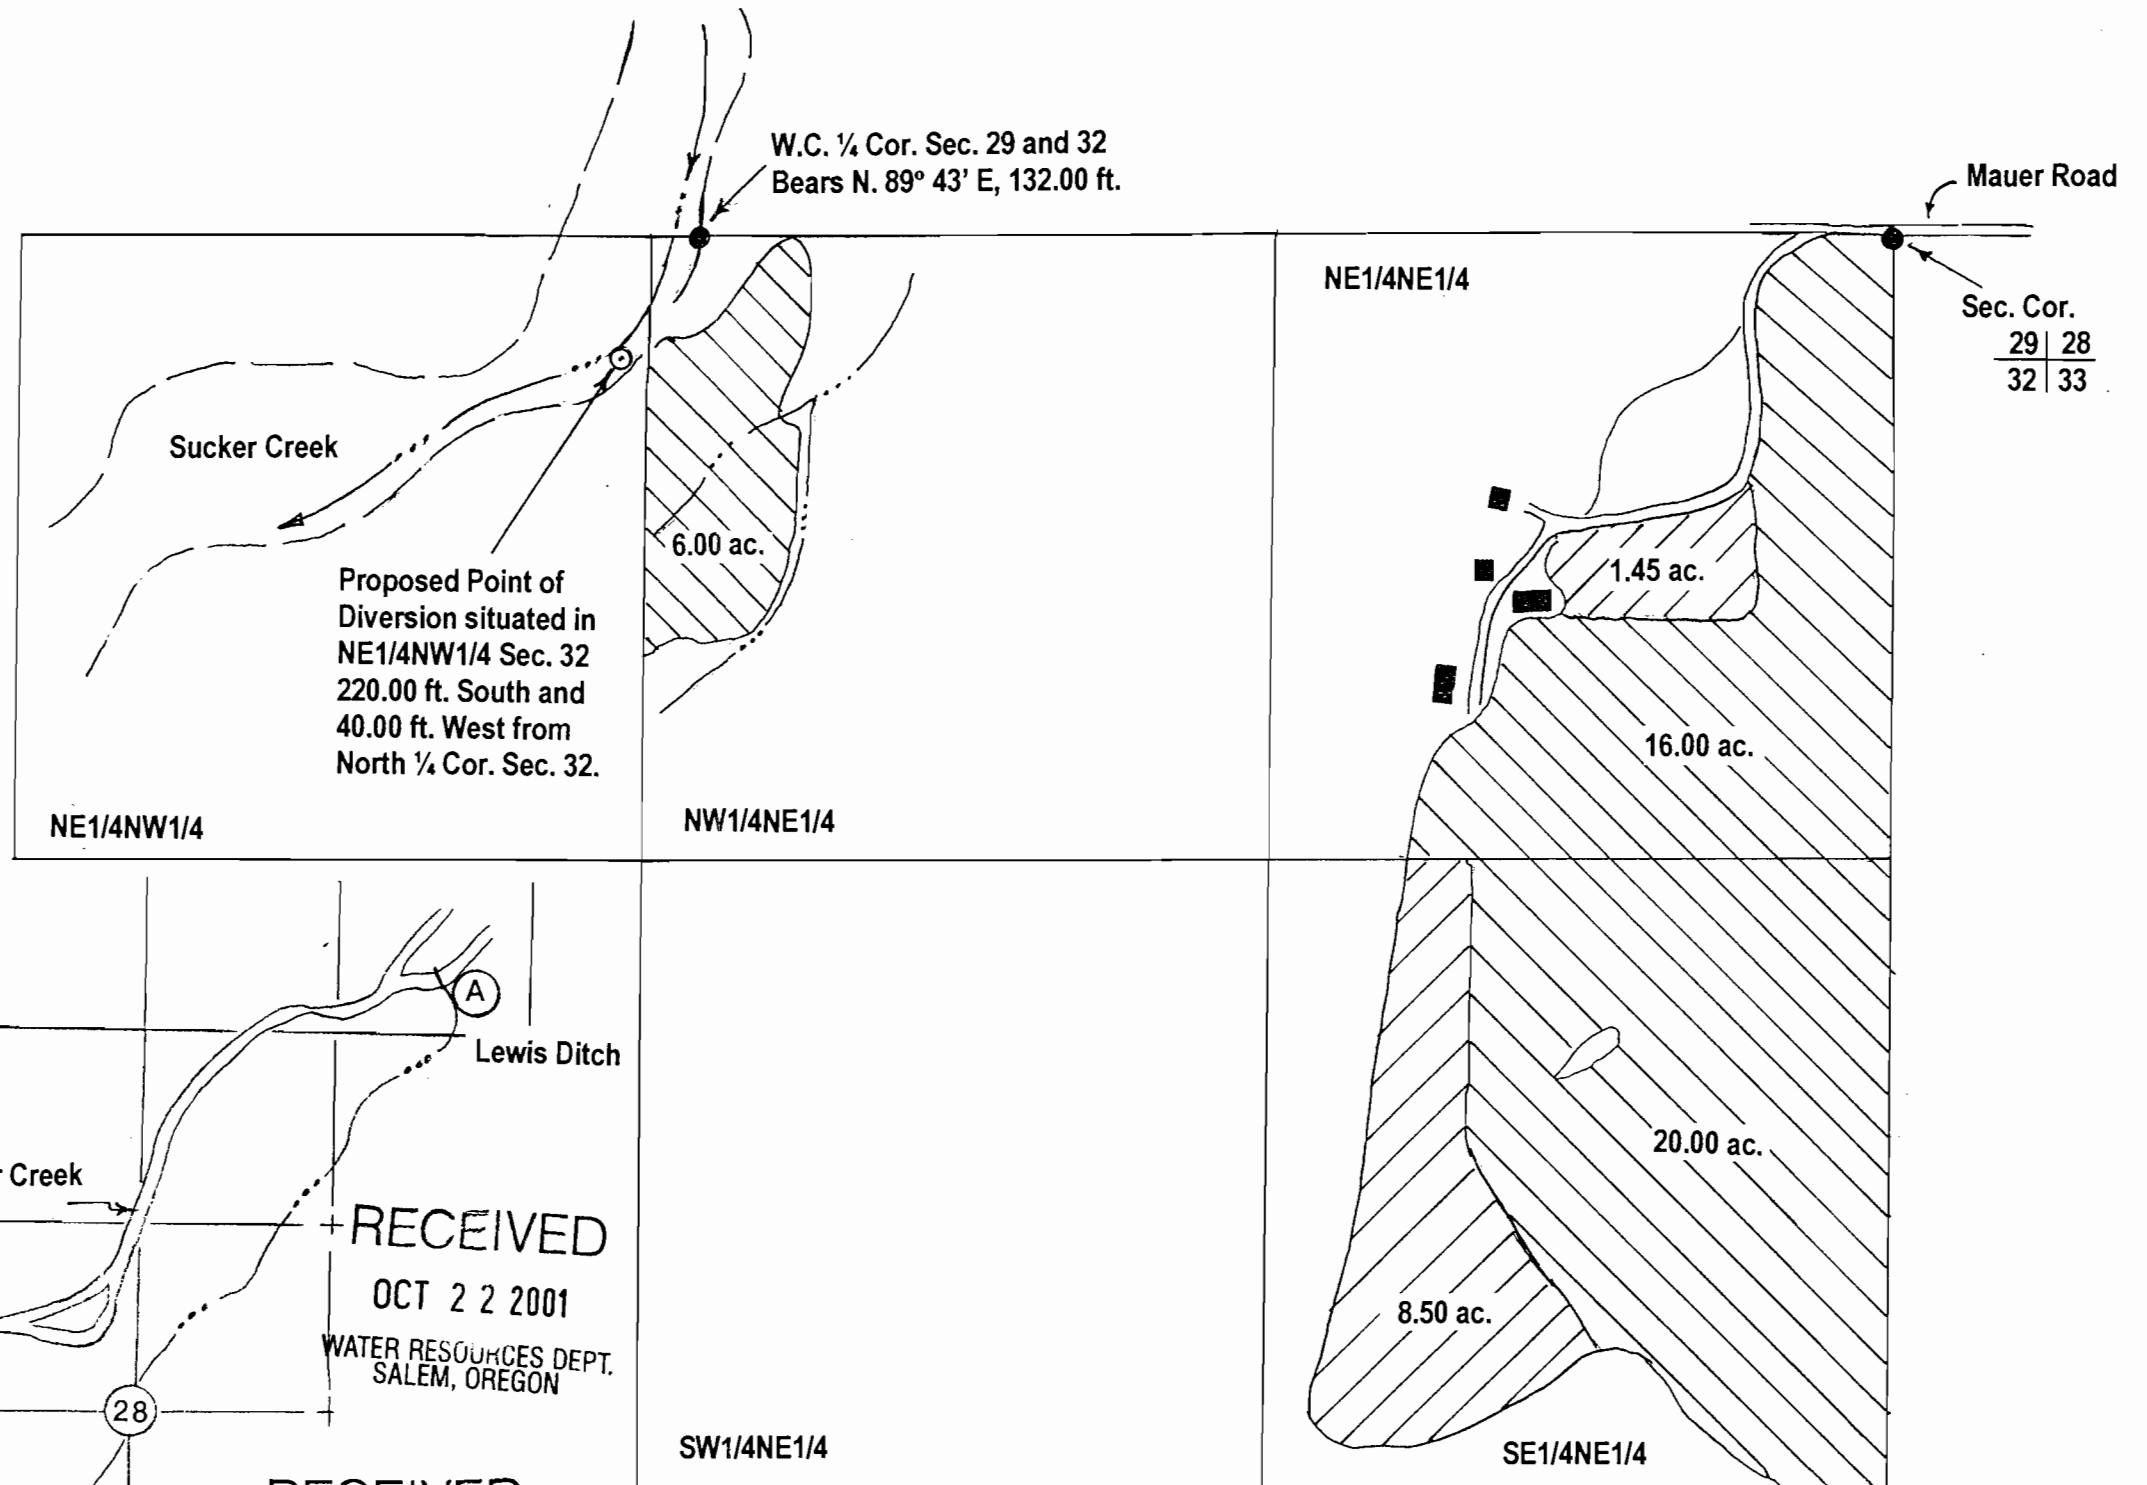 W.C. ¼ Cor. Sec. 29 and 32
Bears N. 89º 43' E, 132.00 ft.
Mauer Road
NE1/4NE1/4
Sec. Cor.
29 | 28
32 | 33
Sucker Creek
6.00 ac.
1.45 ac.
Proposed Point of
Diversion situated in
NE1/4NW1/4 Sec. 32
220.00 ft. South and
40.00 ft. West from
North ¼ Cor. Sec. 32.
16.00 ac.
NE1/4NW1/4
NW1/4NE1/4
A
Lewis Ditch
20.00 ac.
Creek
RECEIVED
OCT 22 2001
WATER RESOURCES DEPT.
SALEM, OREGON
8.50 ac.
28
SW1/4NE1/4
SE1/4NE1/4
RECEIVED